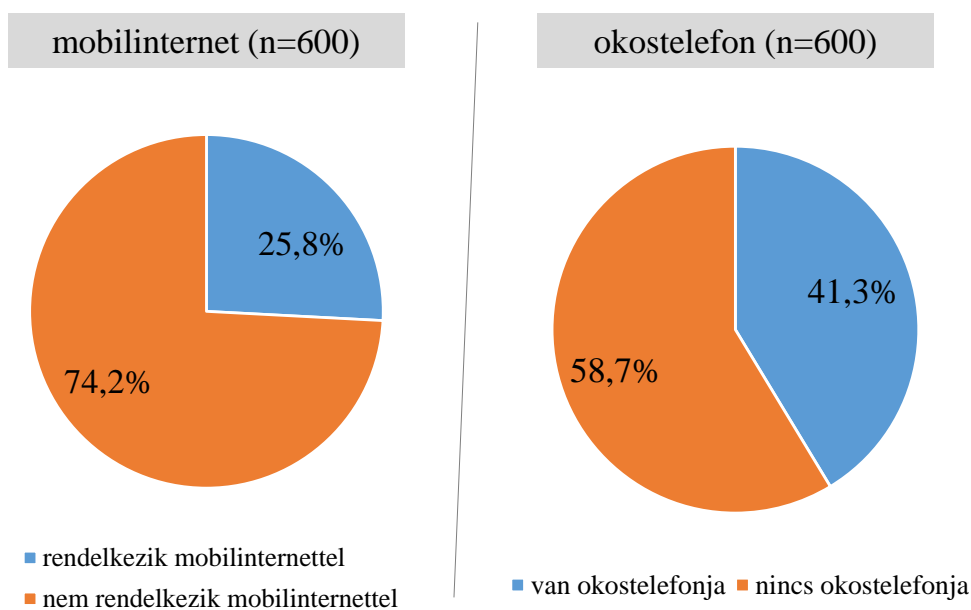 mobilinternet (n=600)
25,8%
74,2%
rendelkezik mobilinternettel
nem rendelkezik mobilinternettel
okostelefon (n=600)
41,3%
58,7%
van okostelefonja nincs okostelefonja